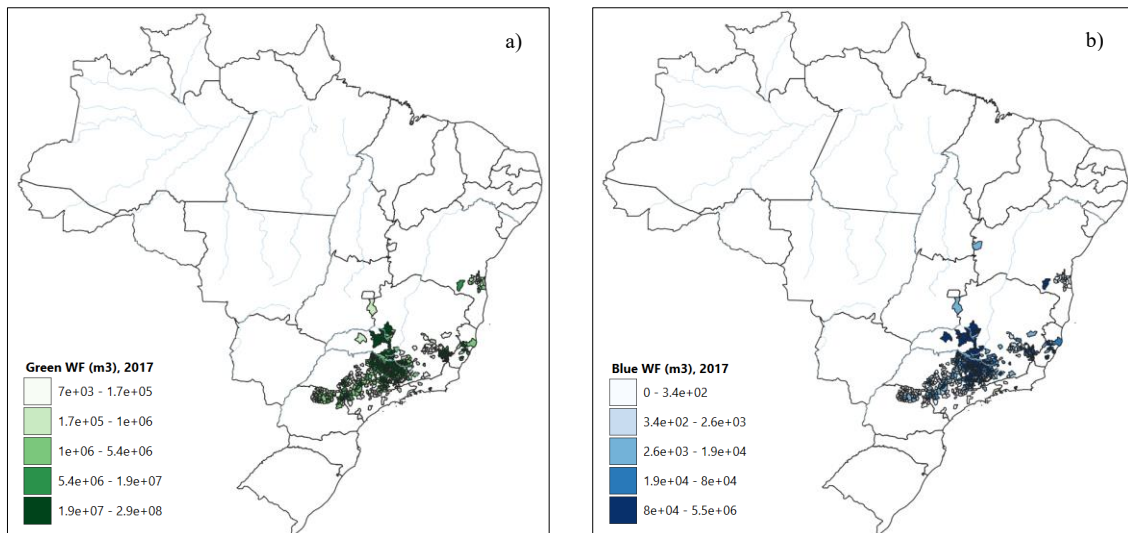 a)
Green WF (m3), 2017
7e+03 - 1.7e+05
1.7e+05 - 1e+06
1e+06 - 5.4e+06
5.4e+06 - 1.9e+07
1.9e+07 - 2.9e+08
b)
Blue WF (m3), 2017
0 - 3.4e+02
3.4e+02 - 2.6e+03
2.6e+03 - 1.9e+04
1.9e+04 - 8e+04
8e+04 - 5.5e+06